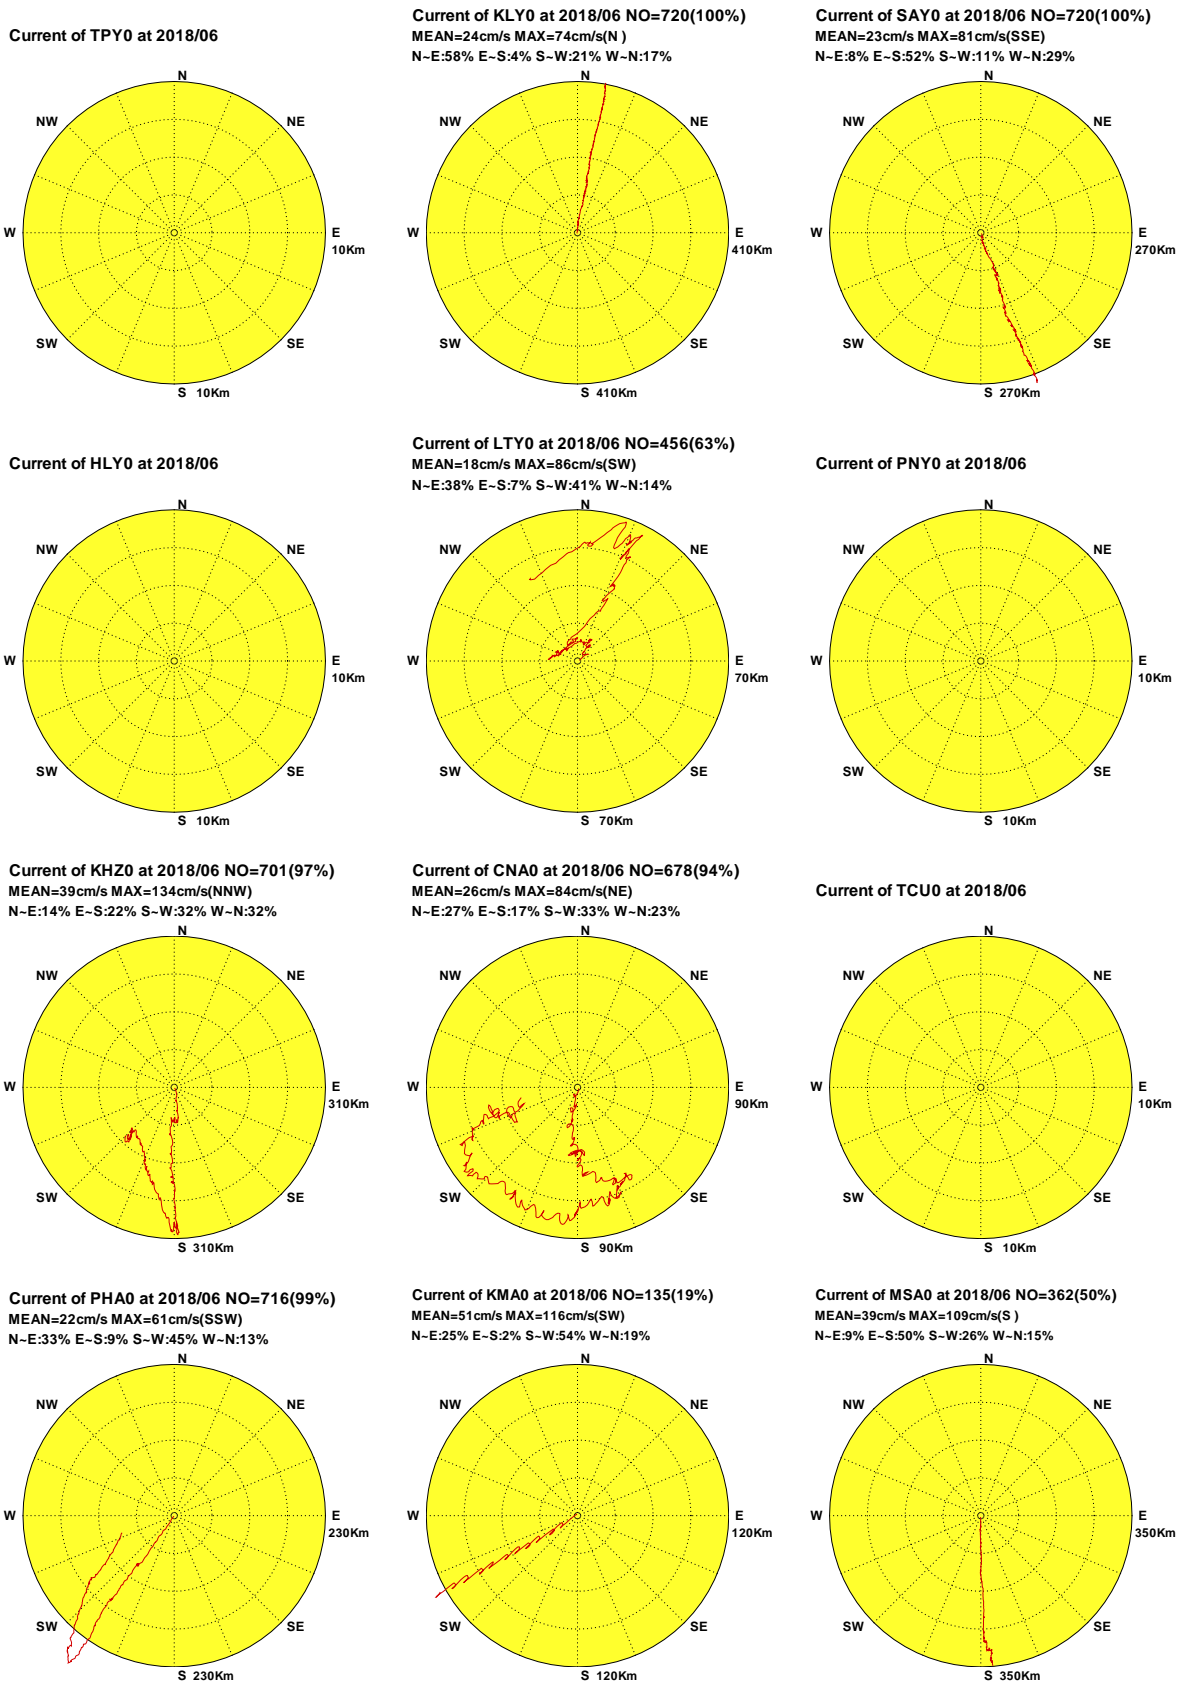 Current of TPY0 at 2018/06
N
NW
NE
W
E
10Km
SW
SE
S 10Km
Current of KLY0 at 2018/06 NO=720(100%)
MEAN=24cm/s MAX=74cm/s(N )
N~E:58% E~S:4% S~W:21% W~N:17%
N
NW
NE
W
E
410Km
SW
SE
S 410Km
Current of SAY0 at 2018/06 NO=720(100%)
MEAN=23cm/s MAX=81cm/s(SSE)
N~E:8% E~S:52% S~W:11% W~N:29%
N
NW
NE
W
E
270Km
SW
SE
S 270Km
Current of HLY0 at 2018/06
N
NW
NE
W
E
10Km
SW
SE
S 10Km
Current of LTY0 at 2018/06 NO=456(63%)
MEAN=18cm/s MAX=86cm/s(SW)
N~E:38% E~S:7% S~W:41% W~N:14%
N
NW
NE
W
E
70Km
SW
SE
S 70Km
Current of PNY0 at 2018/06
N
NW
NE
W
E
10Km
SW
SE
S 10Km
Current of KHZ0 at 2018/06 NO=701(97%)
MEAN=39cm/s MAX=134cm/s(NNW)
N~E:14% E~S:22% S~W:32% W~N:32%
N
NW
NE
W
E
310Km
SW
SE
S 310Km
Current of CNA0 at 2018/06 NO=678(94%)
MEAN=26cm/s MAX=84cm/s(NE)
N~E:27% E~S:17% S~W:33% W~N:23%
N
NW
NE
W
E
90Km
SW
SE
S 90Km
Current of TCU0 at 2018/06
N
NW
NE
W
E
10Km
SW
SE
S 10Km
Current of PHA0 at 2018/06 NO=716(99%)
MEAN=22cm/s MAX=61cm/s(SSW)
N~E:33% E~S:9% S~W:45% W~N:13%
N
NW
NE
W
E
230Km
SW
SE
S 230Km
Current of KMA0 at 2018/06 NO=135(19%)
MEAN=51cm/s MAX=116cm/s(SW)
N~E:25% E~S:2% S~W:54% W~N:19%
N
NW
NE
W
E
120Km
SW
SE
S 120Km
Current of MSA0 at 2018/06 NO=362(50%)
MEAN=39cm/s MAX=109cm/s(S )
N~E:9% E~S:50% S~W:26% W~N:15%
N
NW
NE
W
E
350Km
SW
SE
S 350Km